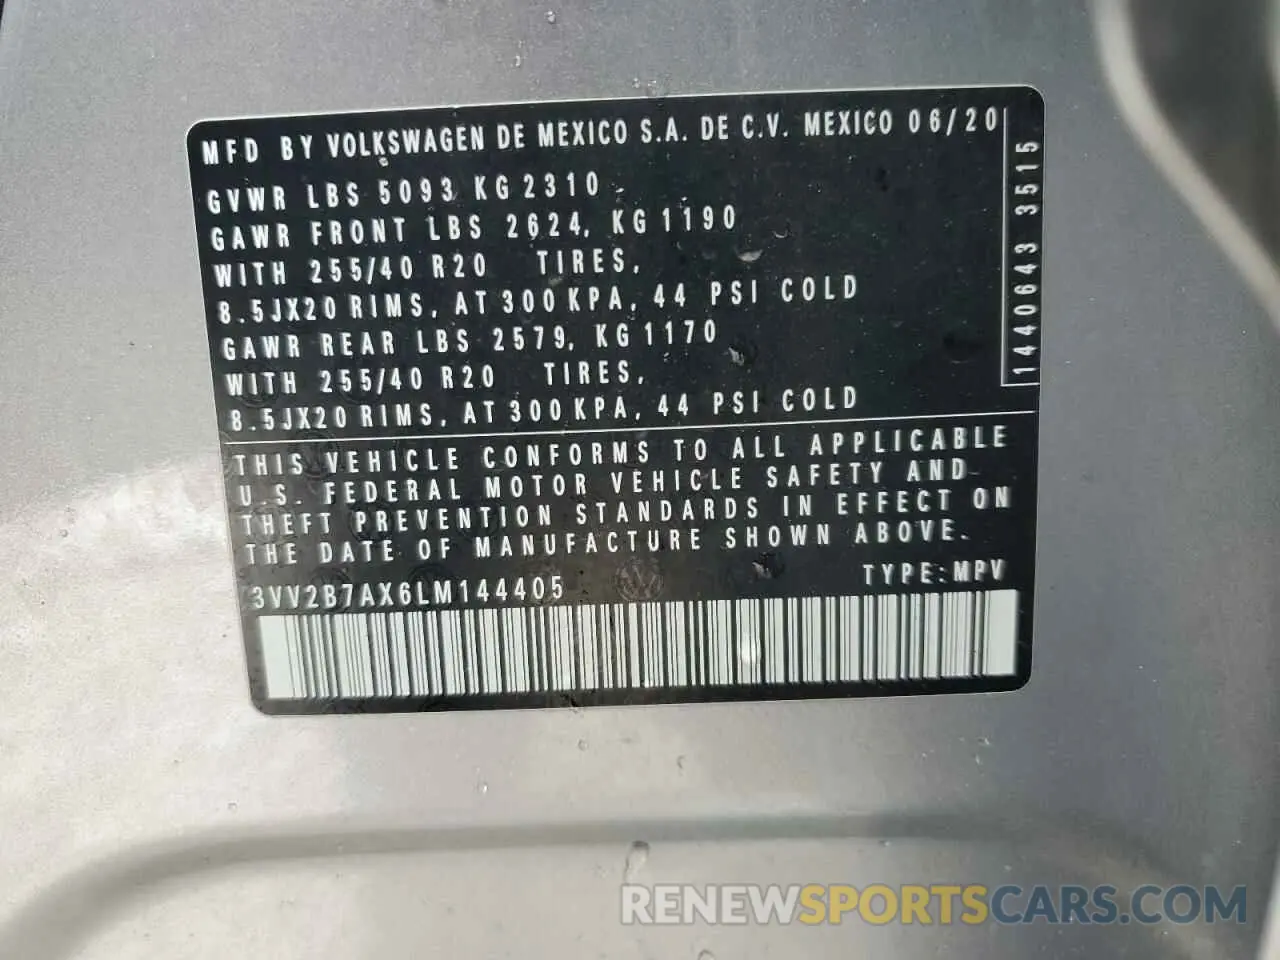 MFD BY VOLKSWAGEN DE MEXICO S.A. DE C.V. MEXICO 06/20
GVWR LBS 5093 KG 2310
GAWR FRONT LBS 2624, KG 1190
WITH 255/40 R20 TIRES,
8.5JX20 RIMS, AT 300 KPA, 44 PSI COLD
GAWR REAR LBS 2579, KG 1170
WITH 255/40 R20 TIRES,
8.5JX20 RIMS, AT 300 KPA, 44 PSI COLD
1440643 3515
THIS VEHICLE CONFORMS TO ALL APPLICABLE
U.S. FEDERAL MOTOR VEHICLE SAFETY AND
THEFT PREVENTION STANDARDS IN EFFECT ON
THE DATE OF MANUFACTURE SHOWN ABOVE.
3VV2B7AX6LM144405 TYPE: MPV
RENEWSPORTSCARS.COM